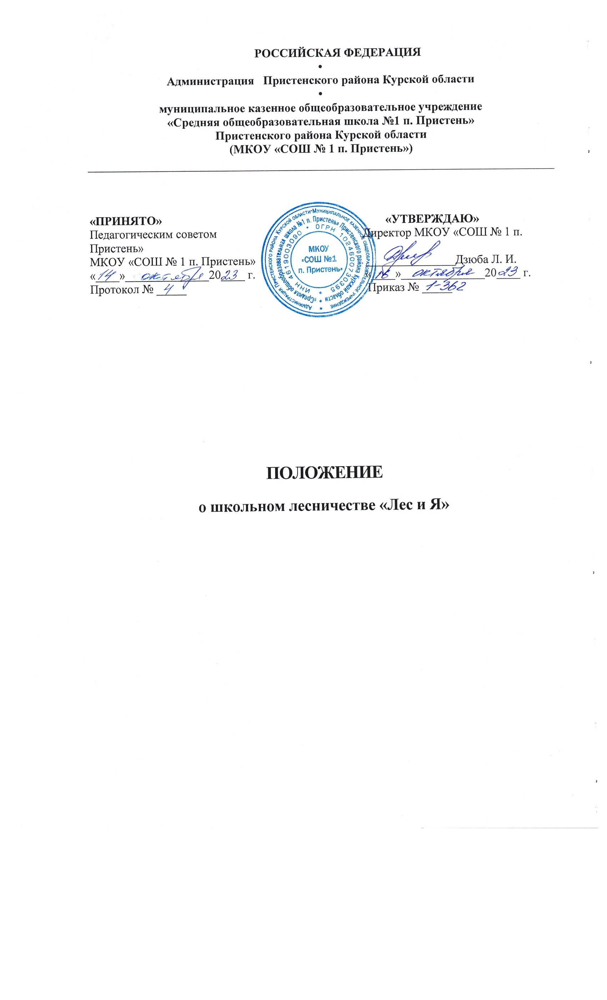 РОССИЙСКАЯ ФЕДЕРАЦИЯ
•
Администрация Пристенского района Курской области
•
муниципальное казенное общеобразовательное учреждение
«Средняя общеобразовательная школа №1 п. Пристень»
Пристенского района Курской области
(МКОУ «СОШ № 1 п. Пристень»)
«ПРИНЯТО»
Педагогическим советом
Пристень»
МКОУ «СОШ № 1 п. Пристень»
«14» октября 2023 г.
Протокол № 4
Администрация Пристенского района Курской области • Муниципальное казенное общеобразовательное учреждение *
«Средняя общеобразовательная школа №1 п. Пристень» Пристенского района Курской области *
ИНН 4619003090 * ОГРН 1024600730395 *
МКОУ
«СОШ №1
п. Пристень»
«УТВЕРЖДАЮ»
Директор МКОУ «СОШ № 1 п.
Дзюба Л. И.
«16» октября 2023 г.
Приказ № 1-362
ПОЛОЖЕНИЕ
о школьном лесничестве «Лес и Я»